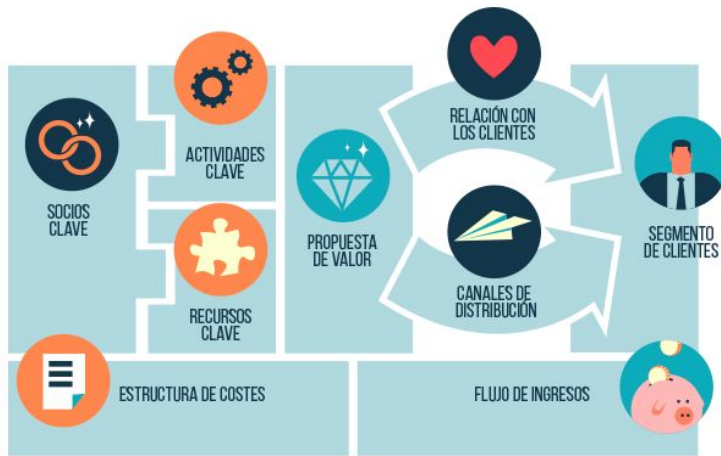 SOCIOS
CLAVE
ACTIVIDADES
CLAVE
RECURSOS
CLAVE
PROPUESTA
DE VALOR
RELACIÓN CON
LOS CLIENTES
CANALES DE
DISTRIBUCIÓN
SEGMENTO
DE CLIENTES
ESTRUCTURA DE COSTES
FLUJO DE INGRESOS